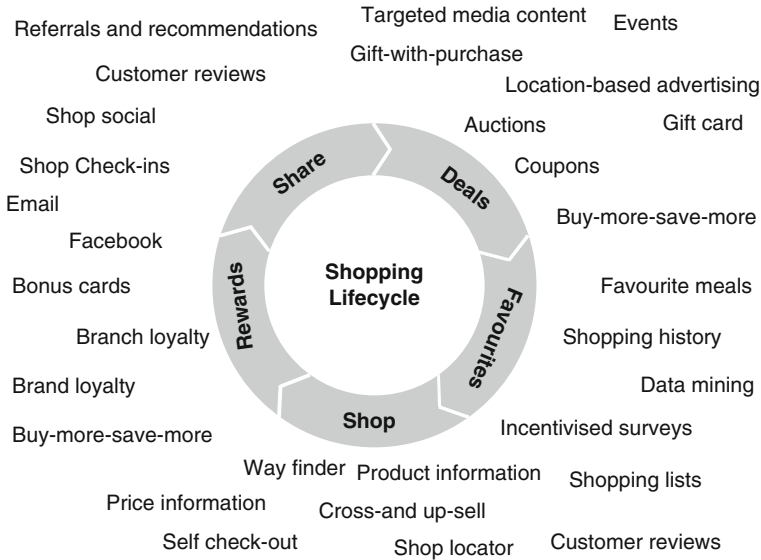 Referrals and recommendations
Targeted media content
Events
Gift-with-purchase
Customer reviews
Location-based advertising
Shop social
Auctions
Gift card
Share
Deals
Shop Check-ins
Coupons
Email
Buy-more-save-more
Facebook
Shopping
Lifecycle
Bonus cards
Rewards
Favourites
Favourite meals
Branch loyalty
Shopping history
Brand loyalty
Data mining
Shop
Buy-more-save-more
Incentivised surveys
Way finder
Product information
Shopping lists
Price information
Cross-and up-sell
Self check-out
Shop locator
Customer reviews